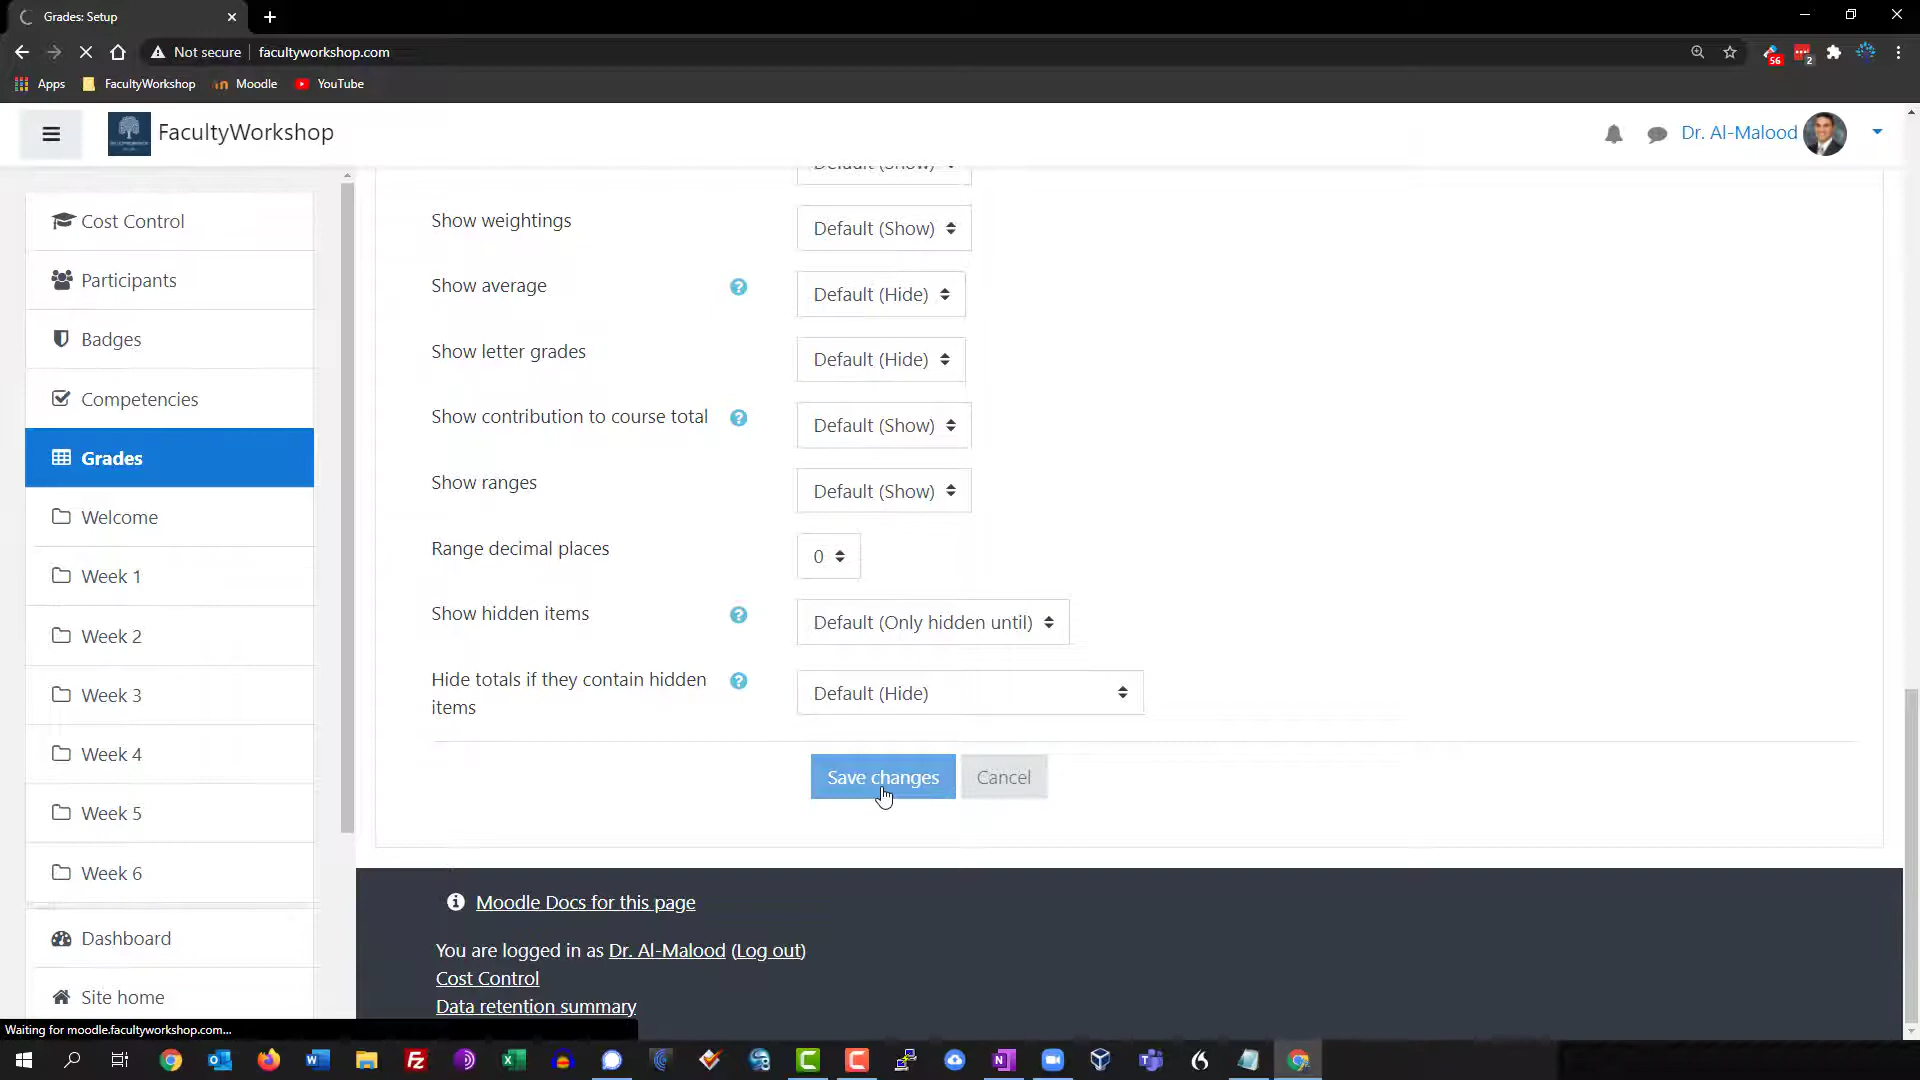 Grades: Setup
Not secure
facultyworkshop.com
56
2
Apps
FacultyWorkshop
Moodle
YouTube
FacultyWorkshop
Dr. Al-Malood
Cost Control
Participants
Badges
Competencies
Grades
Welcome
Week 1
Week 2
Week 3
Week 4
Week 5
Week 6
Dashboard
Site home
Default (Show)
Show weightings
Default (Show)
Show average
Default (Hide)
Show letter grades
Default (Hide)
Show contribution to course total
Default (Show)
Show ranges
Default (Show)
Range decimal places
0
Show hidden items
Default (Only hidden until)
Hide totals if they contain hidden
items
Default (Hide)
Save changes
Cancel
Moodle Docs for this page
You are logged in as Dr. Al-Malood (Log out)
Cost Control
Data retention summary
Waiting for moodle.facultyworkshop.com...